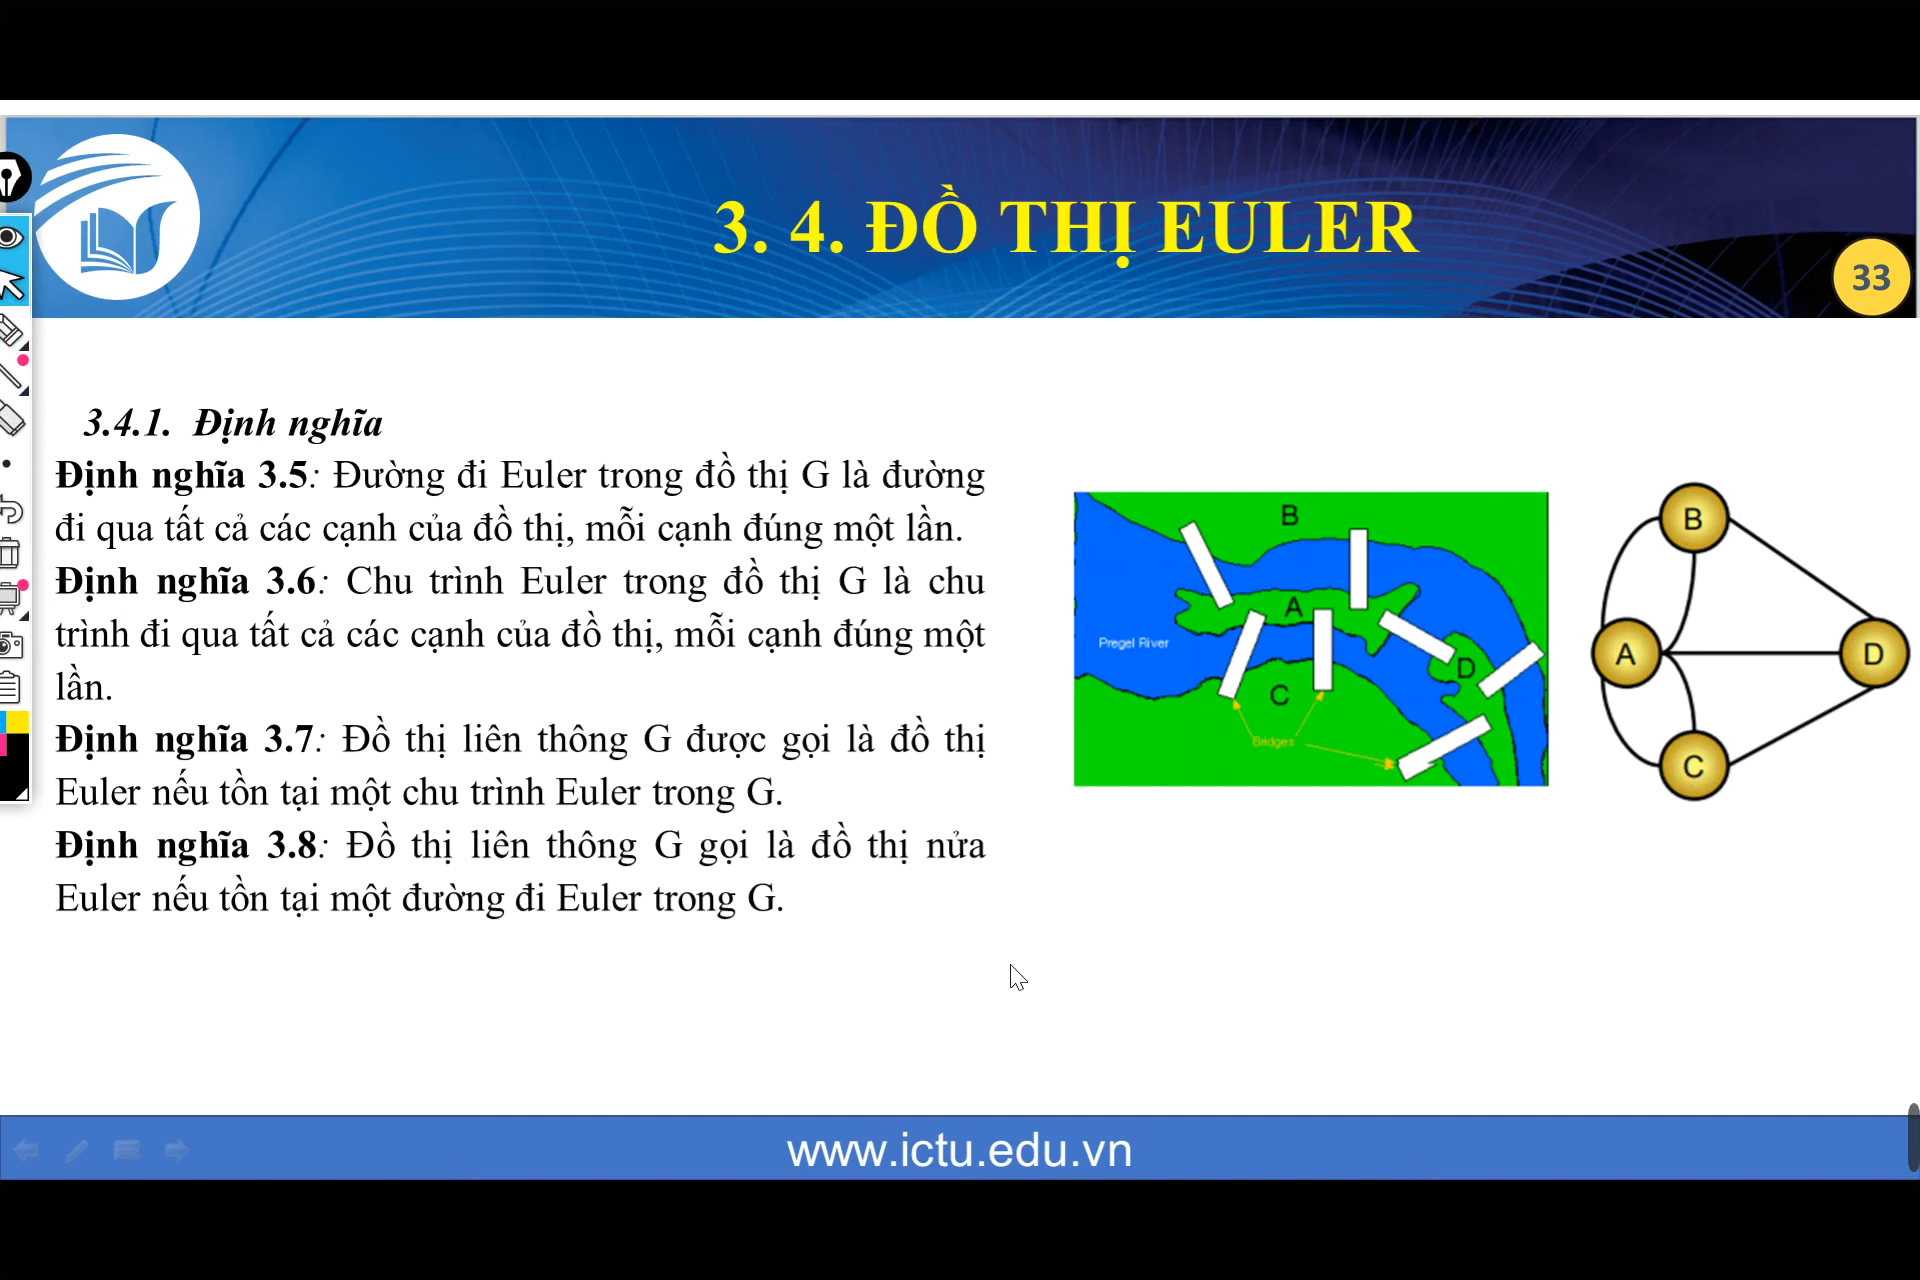 3. 4. ĐỒ THỊ EULER
33
3.4.1. Định nghĩa
Định nghĩa 3.5: Đường đi Euler trong đồ thị G là đường
đi qua tất cả các cạnh của đồ thị, mỗi cạnh đúng một lần.
Định nghĩa 3.6: Chu trình Euler trong đồ thị G là chu
trình đi qua tất cả các cạnh của đồ thị, mỗi cạnh đúng một
lần.
Định nghĩa 3.7: Đồ thị liên thông G được gọi là đồ thị
Euler nếu tồn tại một chu trình Euler trong G.
Định nghĩa 3.8: Đồ thị liên thông G gọi là đồ thị nửa
Euler nếu tồn tại một đường đi Euler trong G.
B
A
Pregel River
D
C
Bridges
B
A
D
C
www.ictu.edu.vn